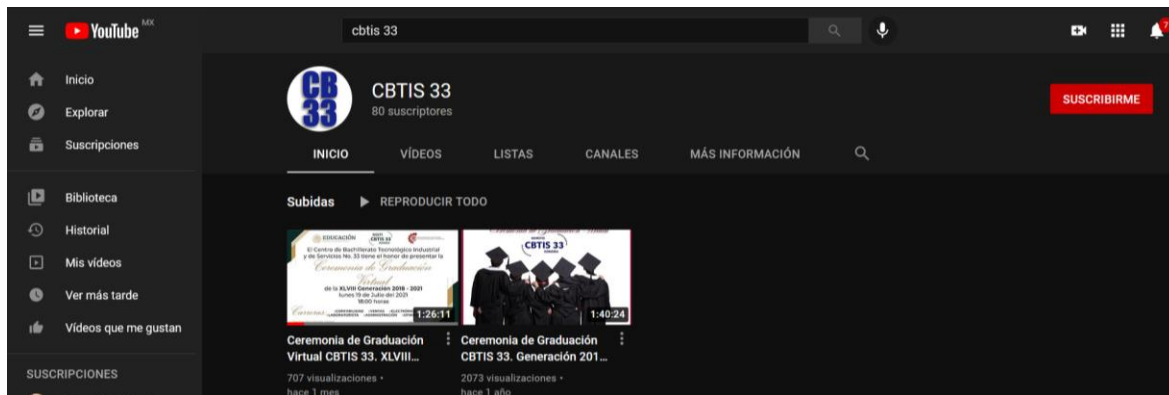 YouTube MX
cbtis 33
7
Inicio
Explorar
Suscripciones
Biblioteca
Historial
Mis vídeos
Ver más tarde
Vídeos que me gustan
SUSCRIPCIONES
CB
33
CBTIS 33
80 suscriptores
SUSCRIBIRME
INICIO
VÍDEOS
LISTAS
CANALES
MÁS INFORMACIÓN
Subidas
REPRODUCIR TODO
EDUCACIÓN
El Centro de Bachillerato Tecnológico Industrial
y de Servicios No. 33 tiene el honor de presentar la
Ceremonia de Graduación
Virtual
de la XLVIII Generación 2018 - 2021
lunes 19 de Julio del 2021
18:00 horas
1:26:11
Ceremonia de Graduación
Virtual CBTIS 33. XLVIII...
707 visualizaciones •
hace 1 mes
CBTIS 33
1:40:24
Ceremonia de Graduación
CBTIS 33. Generación 201...
2073 visualizaciones •
hace 1 año